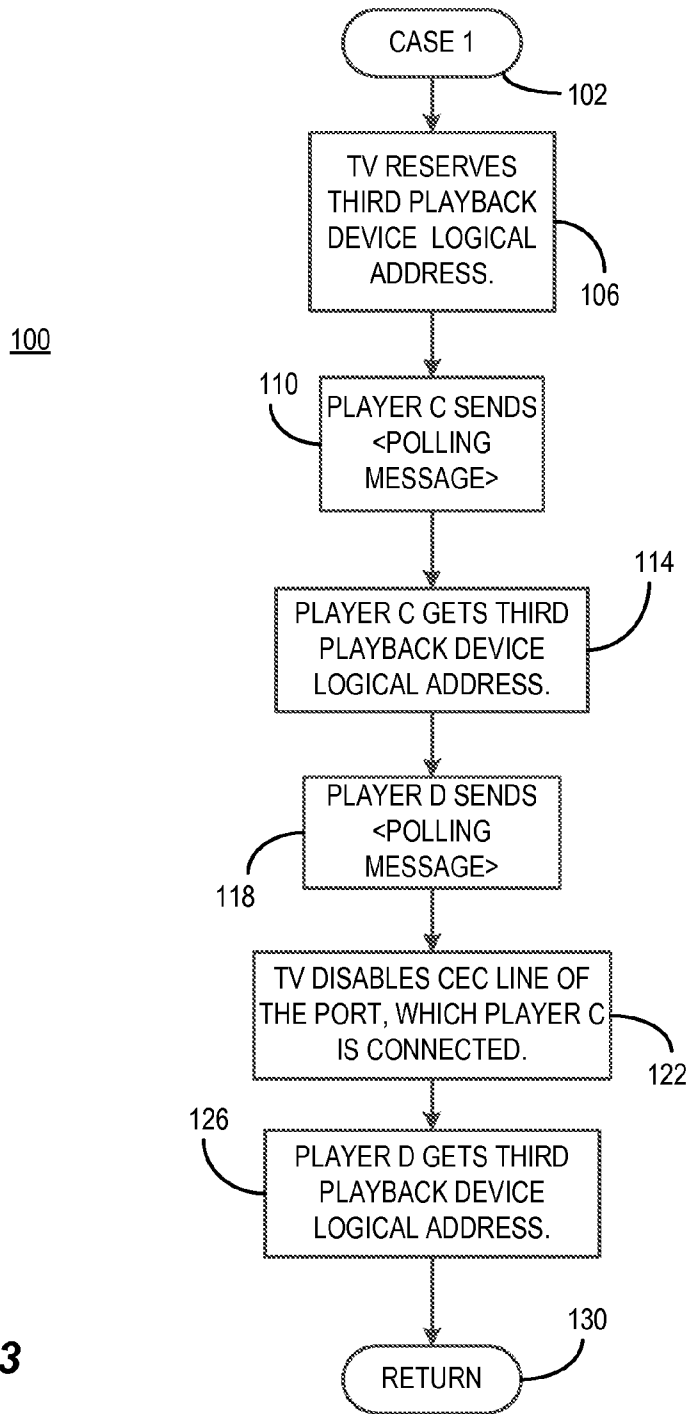 CASE 1
102
TV RESERVES
THIRD PLAYBACK
DEVICE LOGICAL
ADDRESS.
106
100
110
PLAYER C SENDS
<POLLING
MESSAGE>
114
PLAYER C GETS THIRD
PLAYBACK DEVICE
LOGICAL ADDRESS.
PLAYER D SENDS
<POLLING
MESSAGE>
118
TV DISABLES CEC LINE OF
THE PORT, WHICH PLAYER C
IS CONNECTED.
122
126
PLAYER D GETS THIRD
PLAYBACK DEVICE
LOGICAL ADDRESS.
130
RETURN
3